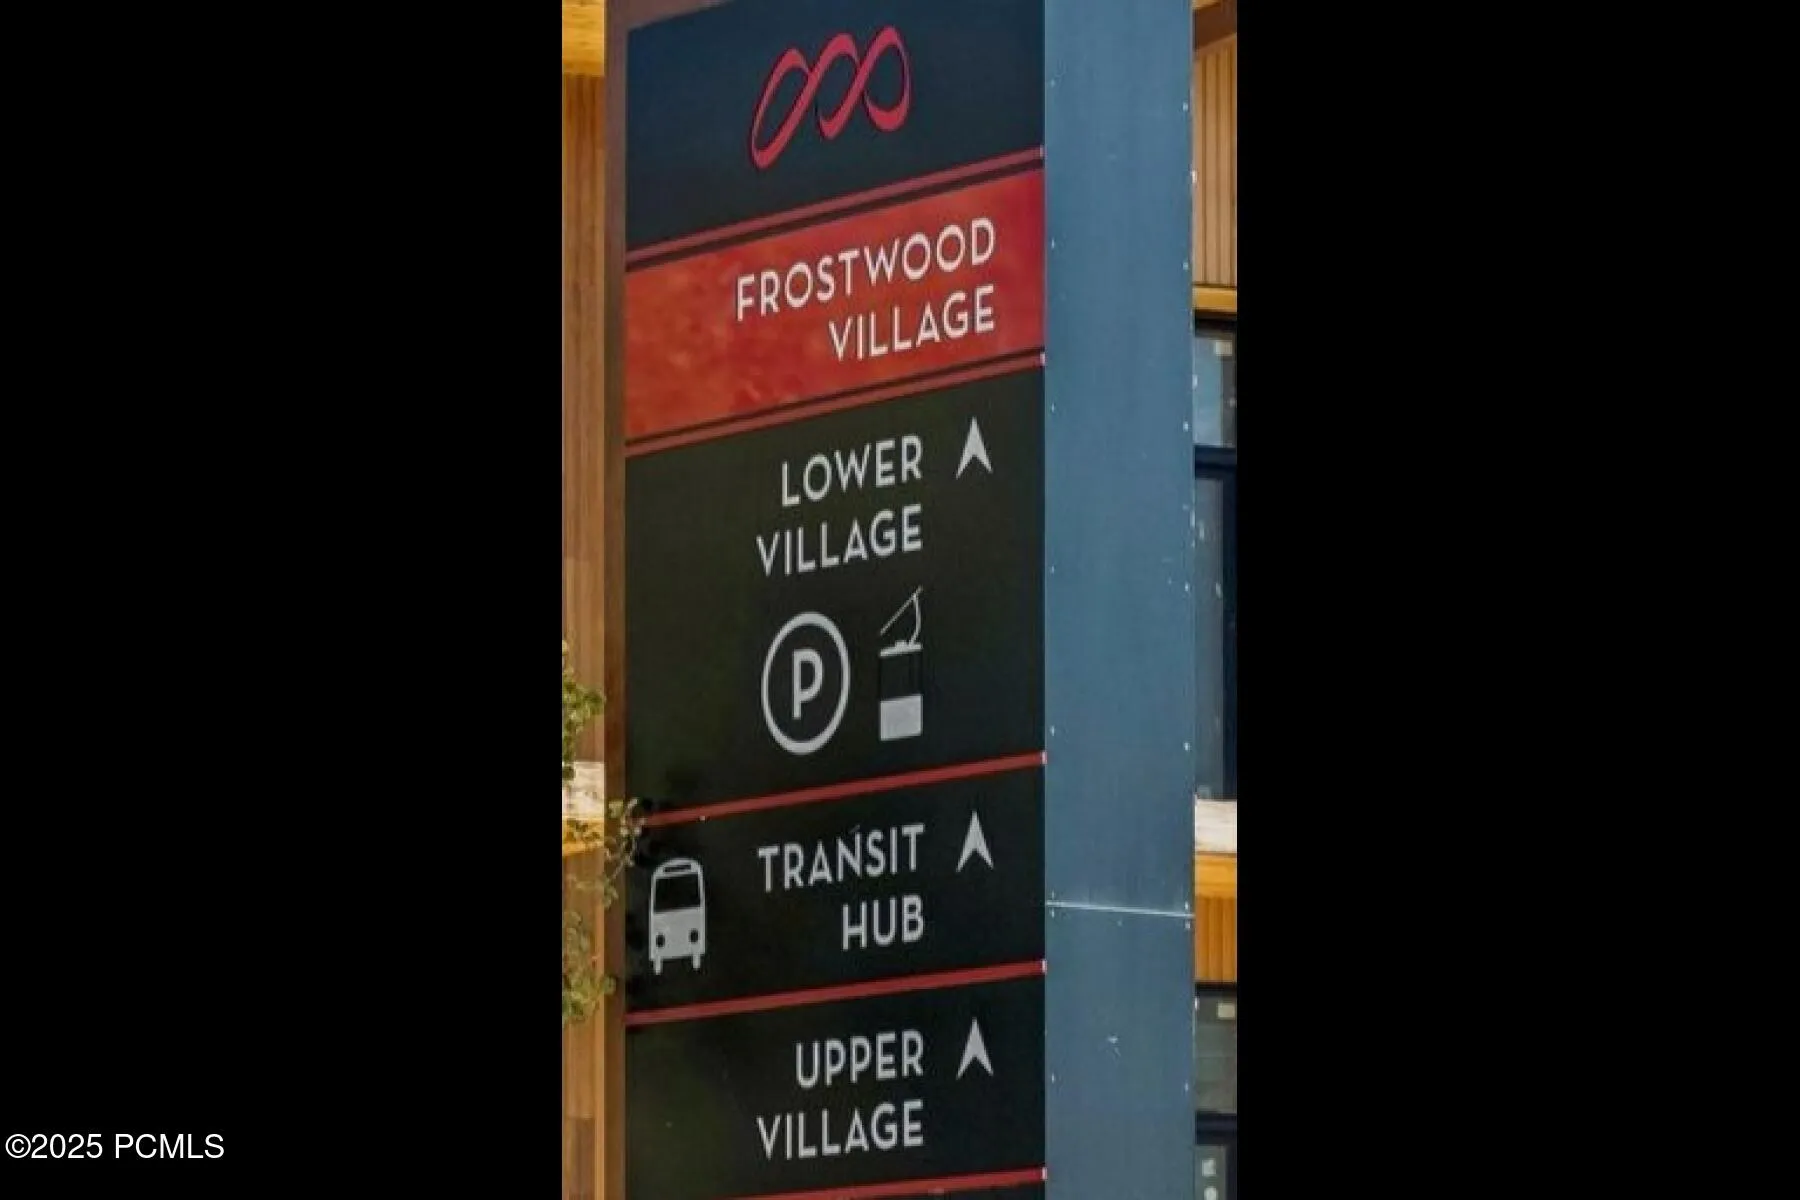 FROSTWOOD
VILLAGE
LOWER
VILLAGE
P
TRANSIT
HUB
UPPER
VILLAGE
©2025 PCMLS